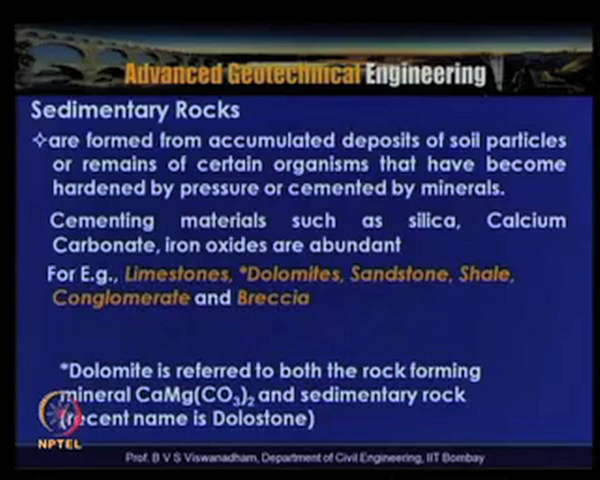 Advanced Geotechnical Engineering
Sedimentary Rocks
✧are formed from accumulated deposits of soil particles
or remains of certain organisms that have become
hardened by pressure or cemented by minerals.
Cementing materials such as silica, Calcium
Carbonate, iron oxides are abundant
For E.g., Limestones, *Dolomites, Sandstone, Shale,
Conglomerate and Breccia
*Dolomite is referred to both the rock forming
mineral CaMg(CO₃)₂ and sedimentary rock
(recent name is Dolostone)
NPTEL
Prof. B V S Viswanadham, Department of Civil Engineering, IIT Bombay